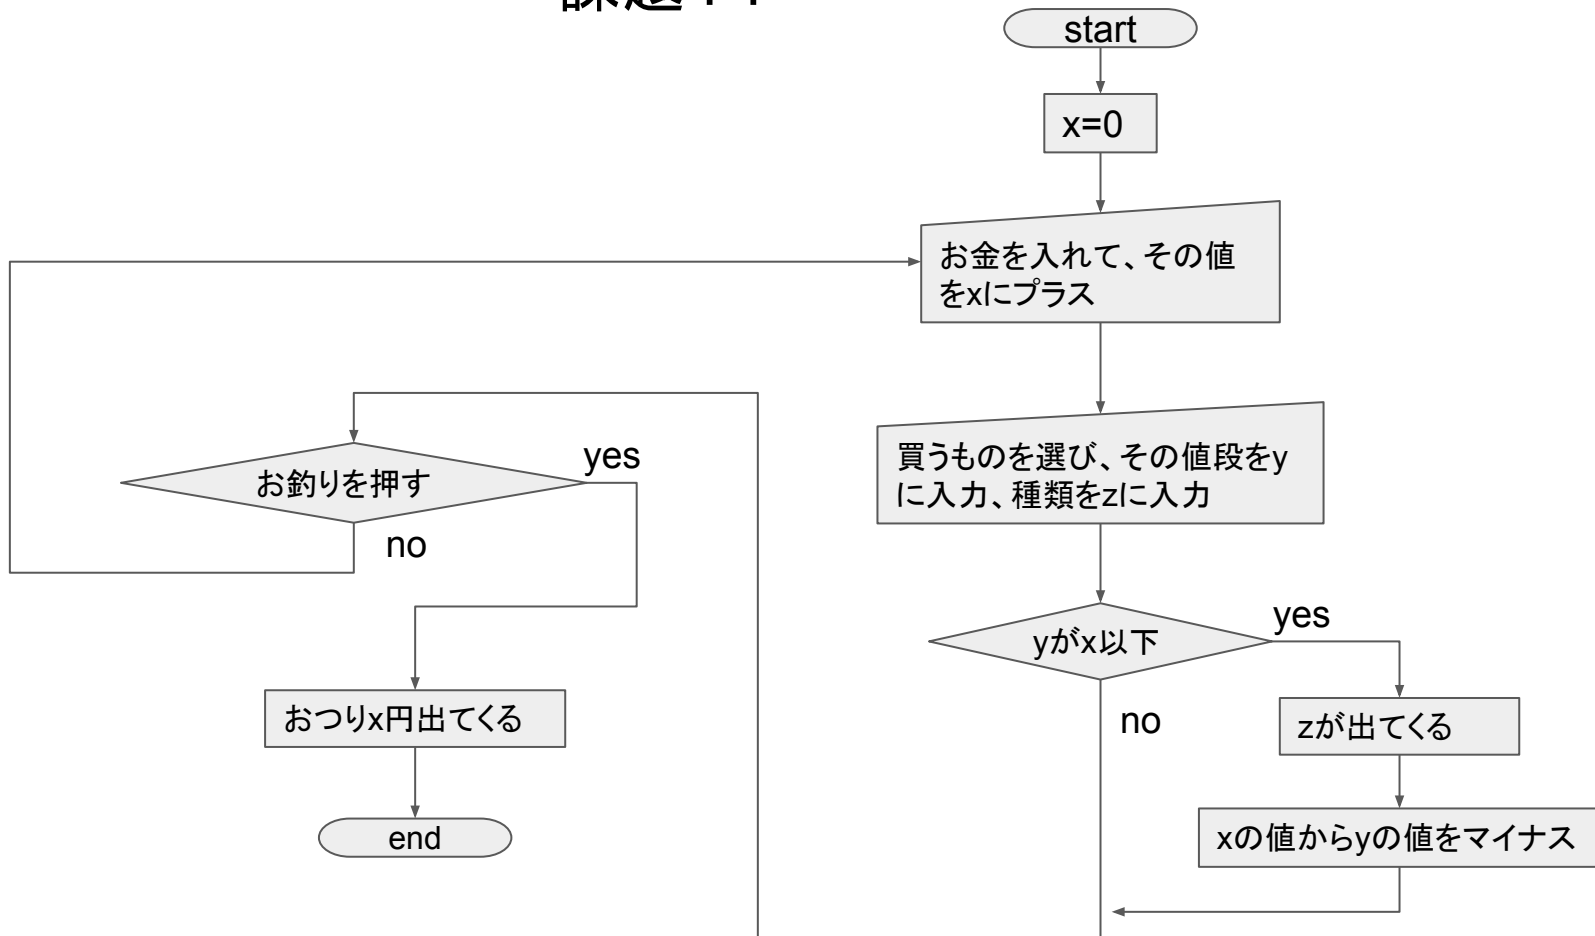 start
x=0
お金を入れて、その値
をxにプラス
買うものを選び、その値段をy
に入力、種類をzに入力
yがx以下
yes
no
zが出てくる
xの値からyの値をマイナス
お釣りを押す
yes
no
おつりx円出てくる
end